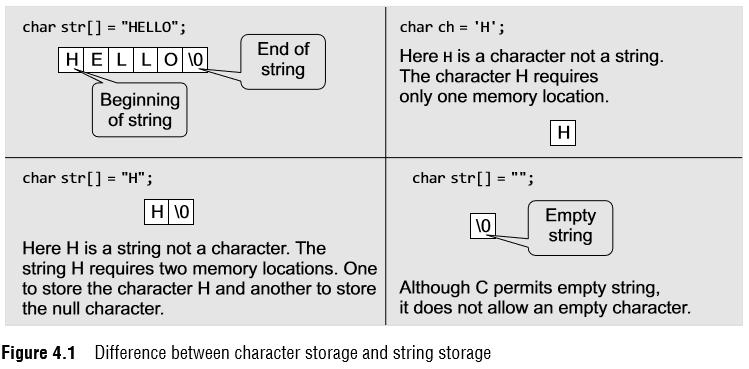 char str[] = "HELLO";
H E L L O \0
End of
string
Beginning
of string
char ch = 'H';
Here H is a character not a string.
The character H requires
only one memory location.
H
char str[] = "H";
H \0
Here H is a string not a character. The
string H requires two memory locations. One
to store the character H and another to store
the null character.
char str[] = "";
\0
Empty
string
Although C permits empty string,
it does not allow an empty character.
Figure 4.1 Difference between character storage and string storage